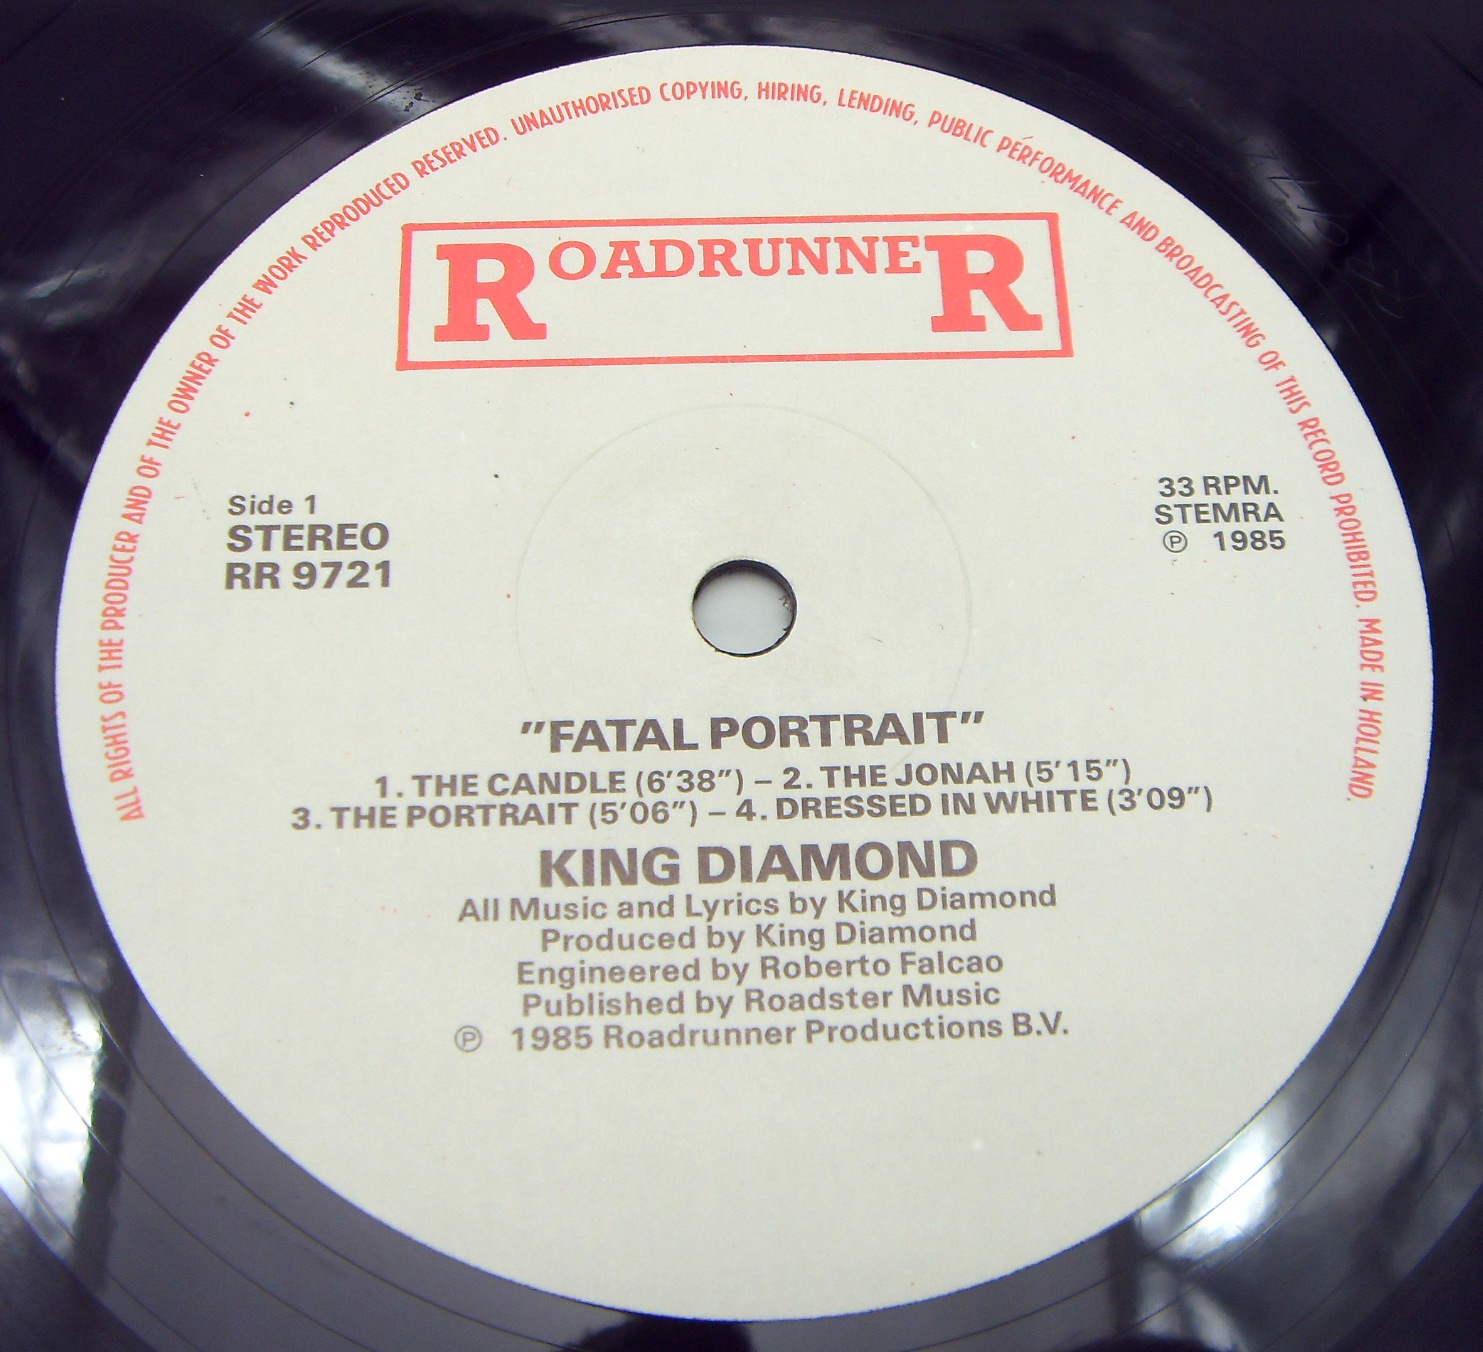 ALL RIGHTS OF THE PRODUCER AND OF THE OWNER OF THE WORK REPRODUCED RESERVED. UNAUTHORISED COPYING, HIRING, LENDING, PUBLIC PERFORMANCE AND BROADCASTING OF THIS RECORD PROHIBITED. MADE IN HOLLAND.
ROADRUNNER
Side 1
STEREO
RR 9721
33 RPM.
STEMRA
℗ 1985
”FATAL PORTRAIT”
1. THE CANDLE (6’38”) – 2. THE JONAH (5’15”)
3. THE PORTRAIT (5’06”) – 4. DRESSED IN WHITE (3’09”)
KING DIAMOND
All Music and Lyrics by King Diamond
Produced by King Diamond
Engineered by Roberto Falcao
Published by Roadster Music
℗ 1985 Roadrunner Productions B.V.